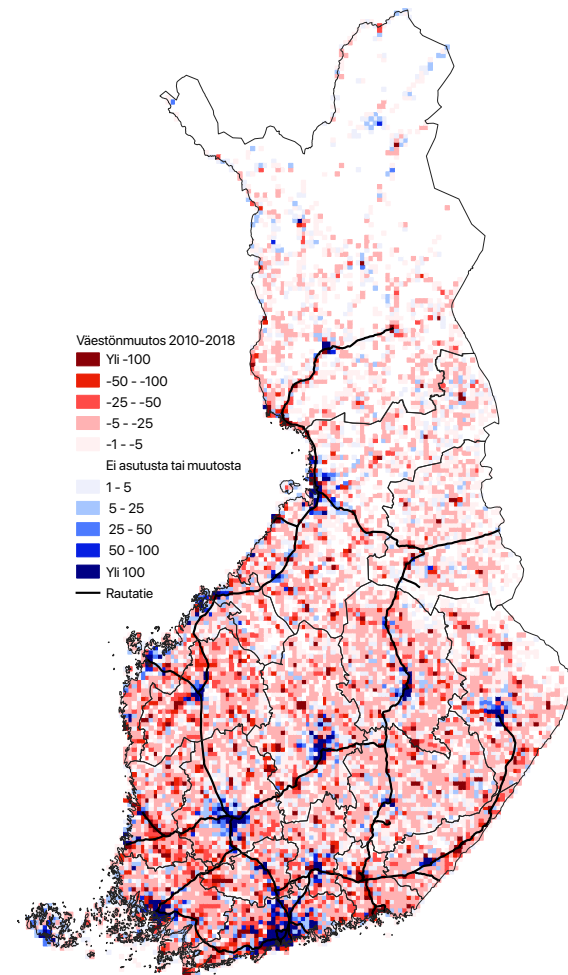 Väestönmuutos 2010-2018
Yli -100
-50 - -100
-25 - -50
-5 - -25
-1 - -5
Ei asutusta tai muutosta
1 - 5
5 - 25
25 - 50
50 - 100
Yli 100
Rautatie